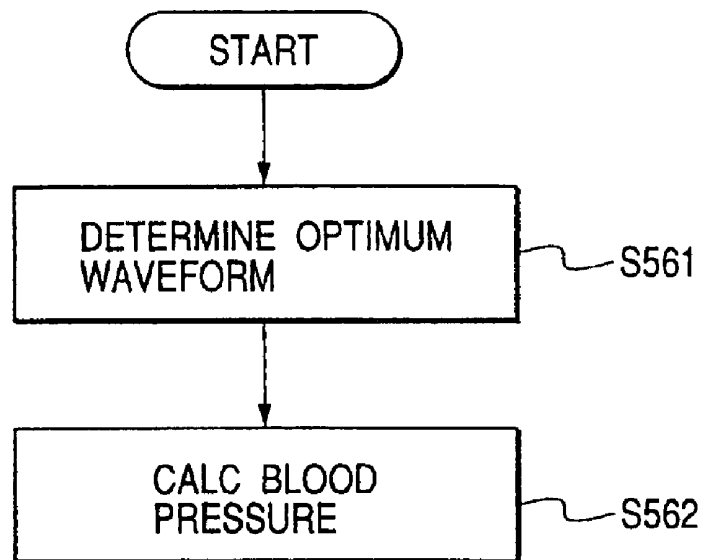 START
DETERMINE OPTIMUM
WAVEFORM
S561
CALC BLOOD
PRESSURE
S562